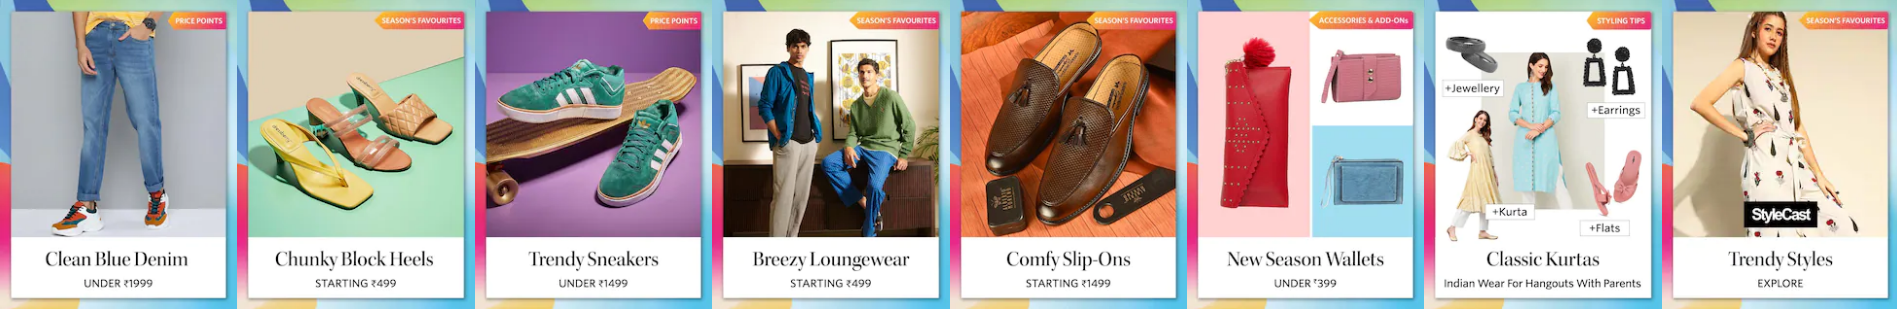 PRICE POINTS
Clean Blue Denim
UNDER ₹1999
SEASON'S FAVOURITES
Chunky Block Heels
STARTING ₹499
PRICE POINTS
Trendy Sneakers
UNDER ₹1499
SEASON'S FAVOURITES
Breezy Loungewear
STARTING ₹499
SEASON'S FAVOURITES
Comfy Slip-Ons
STARTING ₹1499
ACCESSORIES & ADD-ONs
New Season Wallets
UNDER ₹399
STYLING TIPS
+Jewellery
+Earrings
+Kurta
+Flats
Classic Kurtas
Indian Wear For Hangouts With Parents
SEASON'S FAVOURITES
StyleCast
Trendy Styles
EXPLORE